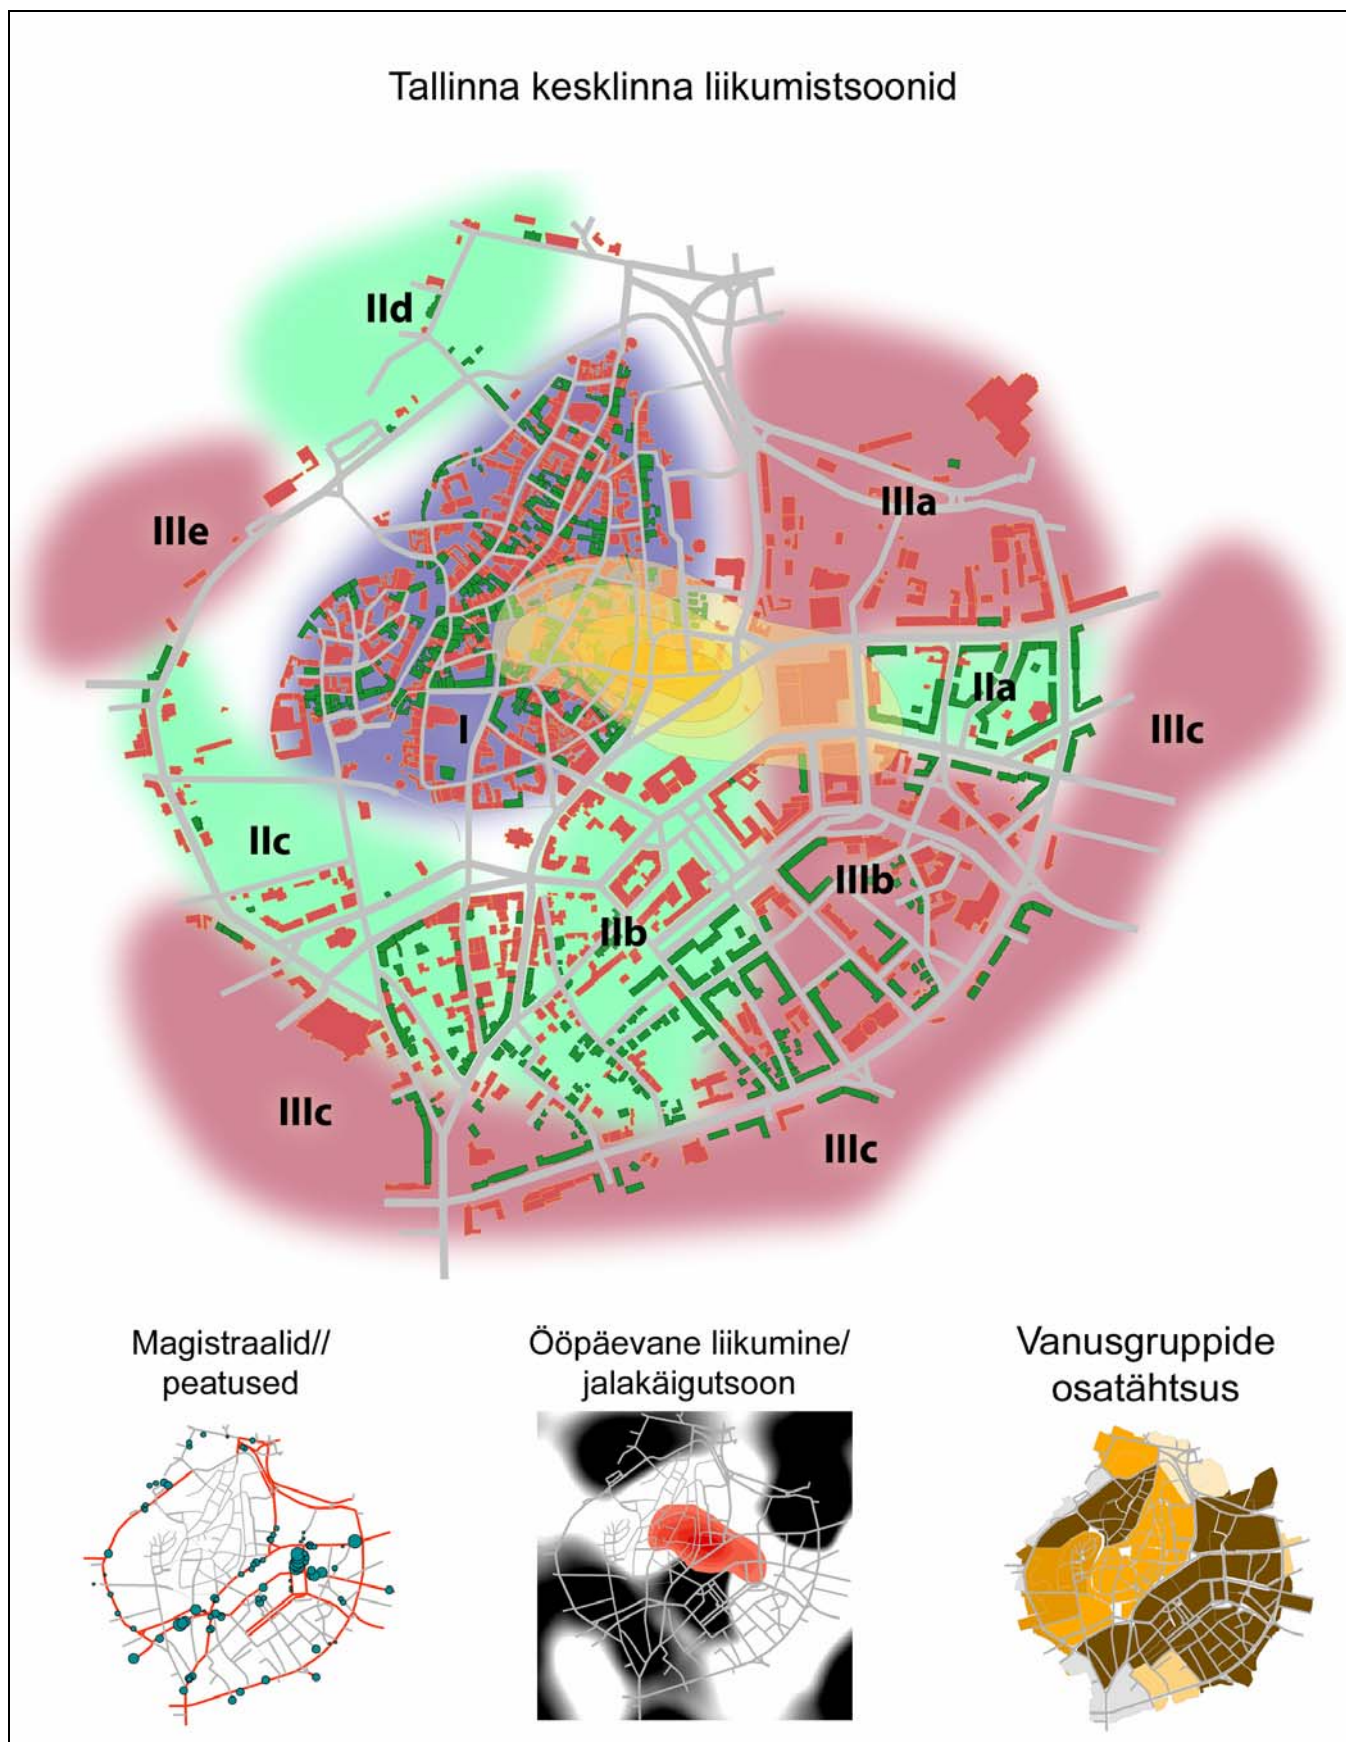 Tallinna kesklinna liikumistsoonid
IId
IIIe
IIIa
IIa
I
IIIc
IIc
IIIb
IIb
IIIc
IIIc
Magistraalid//
peatused
Ööpäevane liikumine/
jalakäigutsoon
Vanusgruppide
osatähtsus